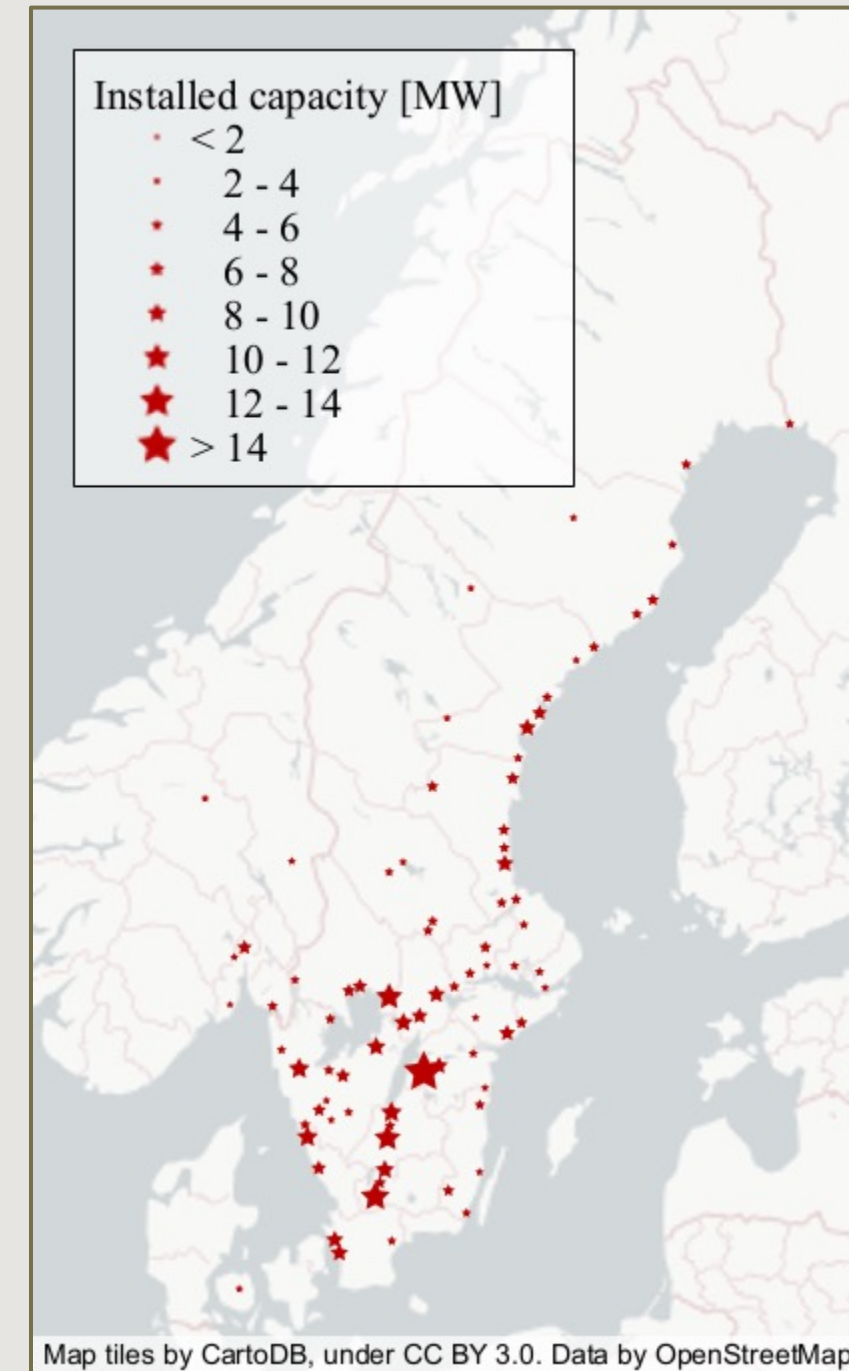 Installed capacity [MW]
< 2
2 - 4
4 - 6
6 - 8
8 - 10
10 - 12
12 - 14
> 14
Map tiles by CartoDB, under CC BY 3.0. Data by OpenStreetMap